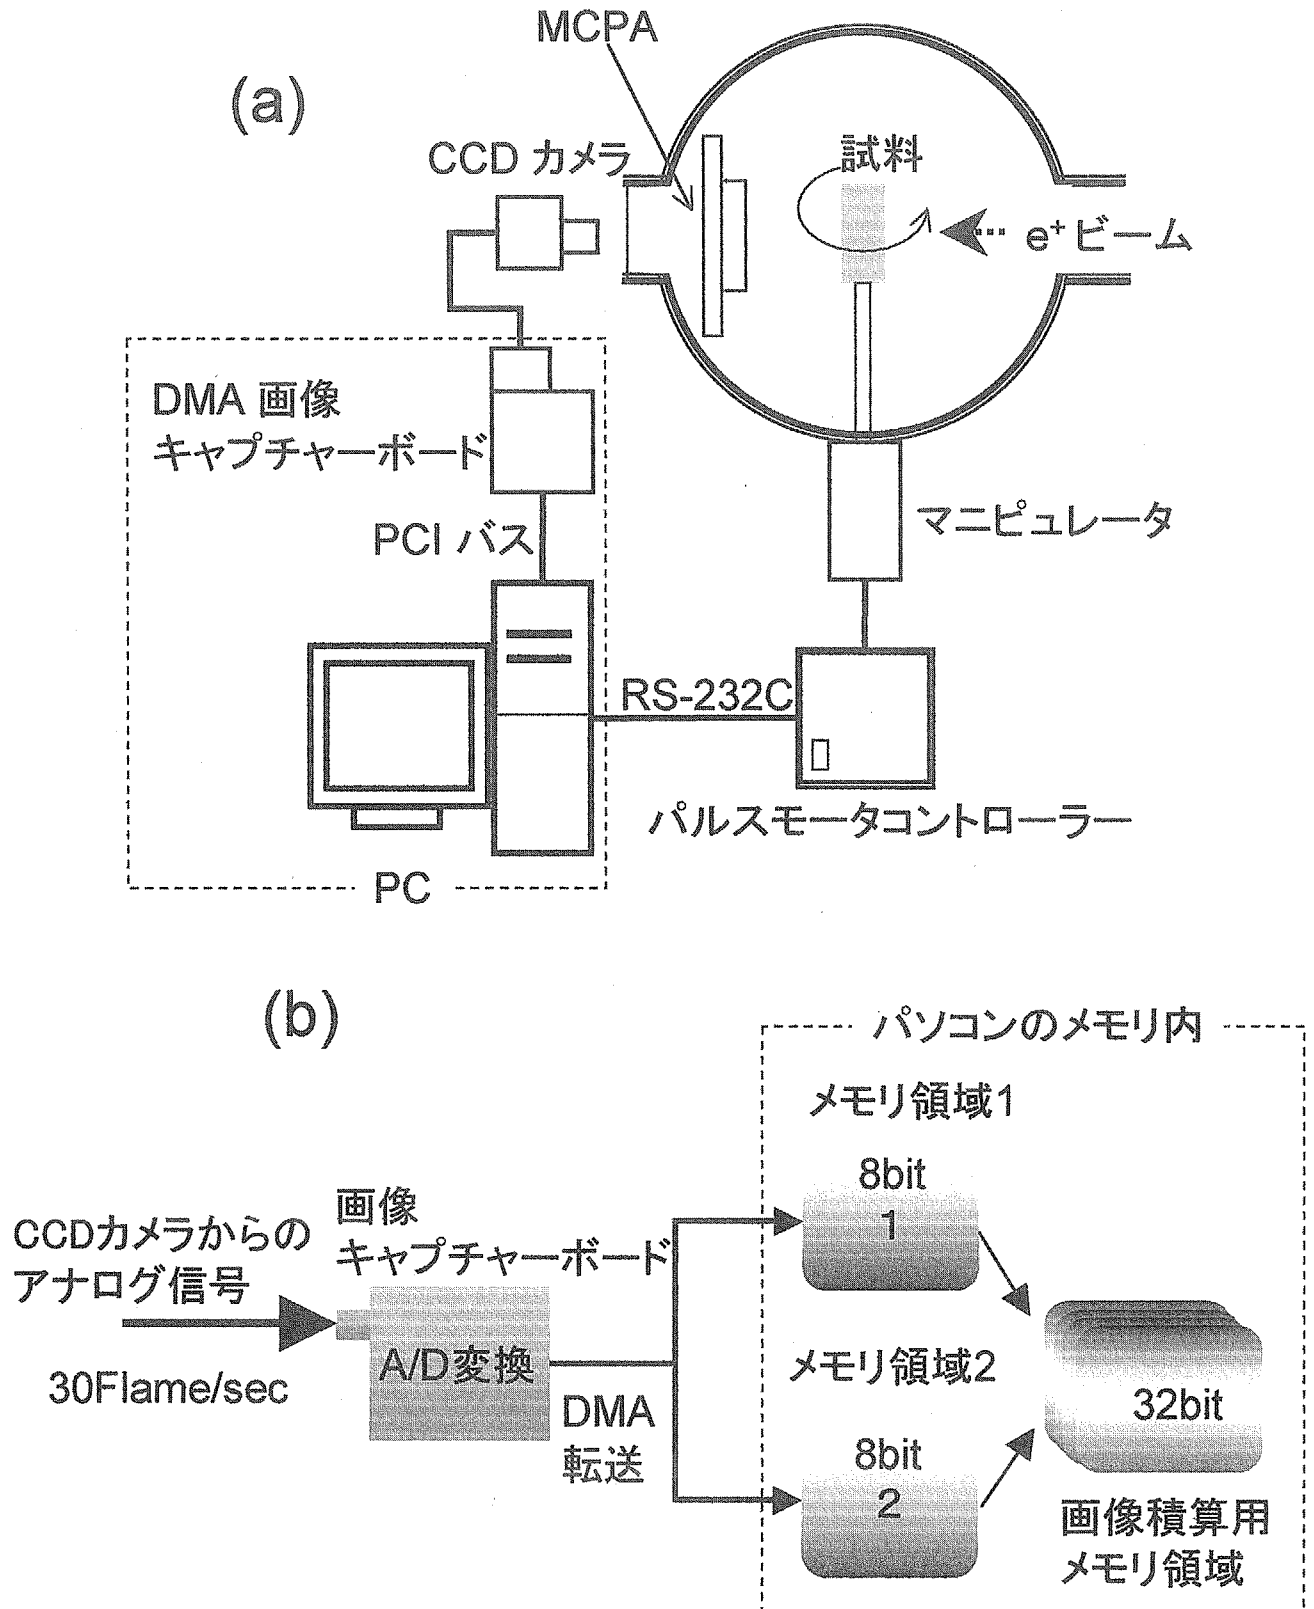 (a)
MCPA
CCD カメラ
試料
e⁺ ビーム
DMA 画像
キャプチャーボード
PCI バス
マニピュレータ
RS-232C
パルスモータコントローラー
PC
(b)
パソコンのメモリ内
メモリ領域1
8bit
1
CCDカメラからの
アナログ信号
30Flame/sec
画像
キャプチャーボード
A/D変換
DMA
転送
メモリ領域2
8bit
2
32bit
画像積算用
メモリ領域